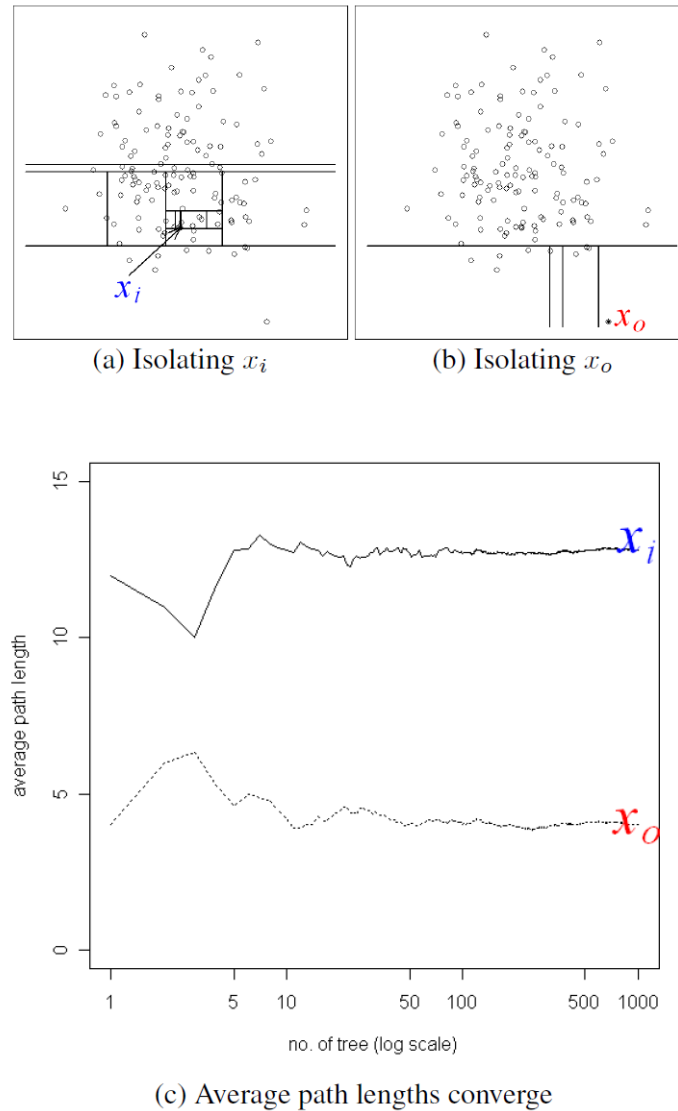 x_i
x_o
(a) Isolating x_i
(b) Isolating x_o
15
10
5
0
average path length
x_i
x_o
1 5 10 50 100 500 1000
no. of tree (log scale)
(c) Average path lengths converge